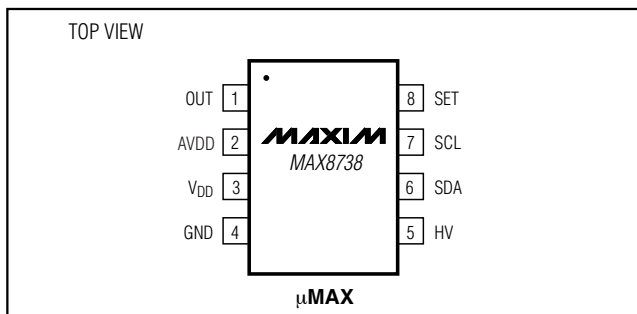 TOP VIEW
OUT 1
8 SET
AVDD 2
MAXIM
7 SCL
MAX8738
VDD 3
6 SDA
GND 4
5 HV
μMAX